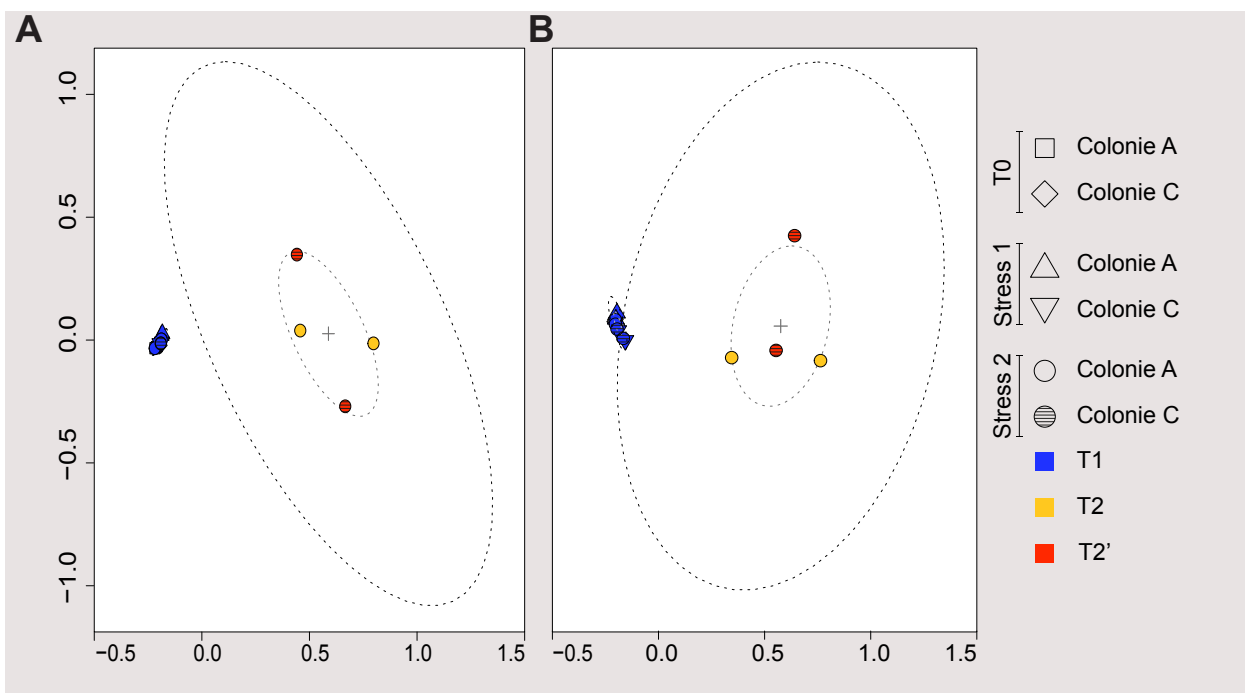 A
B
1.0
0.5
0.0
−0.5
−1.0
−0.5 0.0 0.5 1.0 1.5
−0.5 0.0 0.5 1.0 1.5
T0
Colonie A
Colonie C
Stress 1
Colonie A
Colonie C
Stress 2
Colonie A
Colonie C
T1
T2
T2’